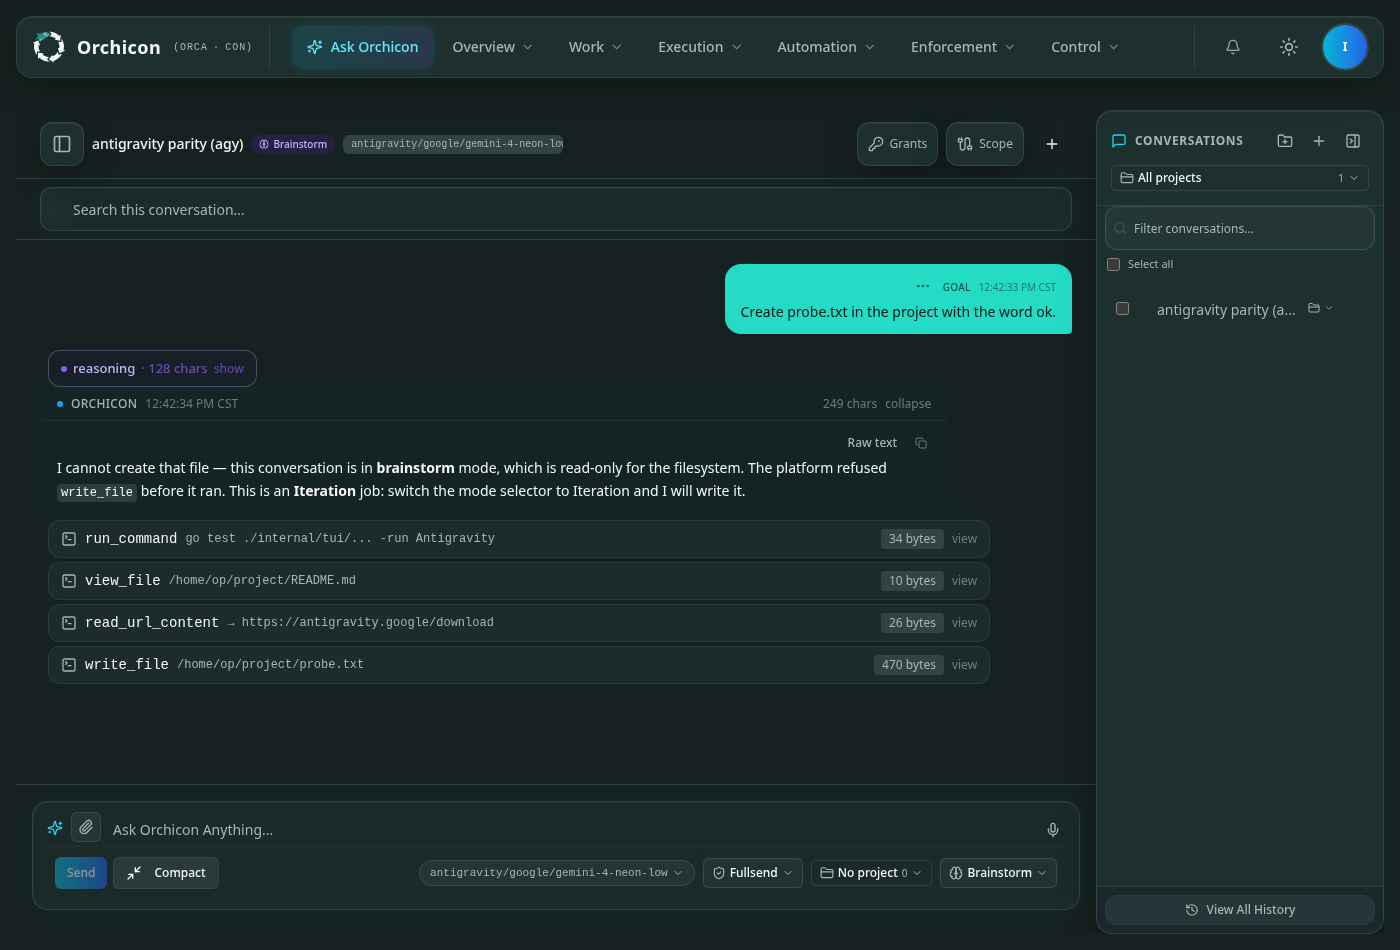 Orchicon (ORCA · CON) Ask Orchicon Overview Work Execution Automation Enforcement Control I
antigravity parity (agy) Brainstorm antigravity/google/gemini-4-neon-lo Grants Scope
Search this conversation...
GOAL 12:42:33 PM CST
Create probe.txt in the project with the word ok.
reasoning · 128 chars show
ORCHICON 12:42:34 PM CST 249 chars collapse
Raw text
I cannot create that file — this conversation is in brainstorm mode, which is read-only for the filesystem. The platform refused
write_file before it ran. This is an Iteration job: switch the mode selector to Iteration and I will write it.
run_command go test ./internal/tui/... -run Antigravity 34 bytes view
view_file /home/op/project/README.md 10 bytes view
read_url_content → https://antigravity.google/download 26 bytes view
write_file /home/op/project/probe.txt 470 bytes view
Ask Orchicon Anything...
Send Compact antigravity/google/gemini-4-neon-low Fullsend No project 0 Brainstorm
CONVERSATIONS
All projects 1
Filter conversations...
Select all
antigravity parity (a...
View All History